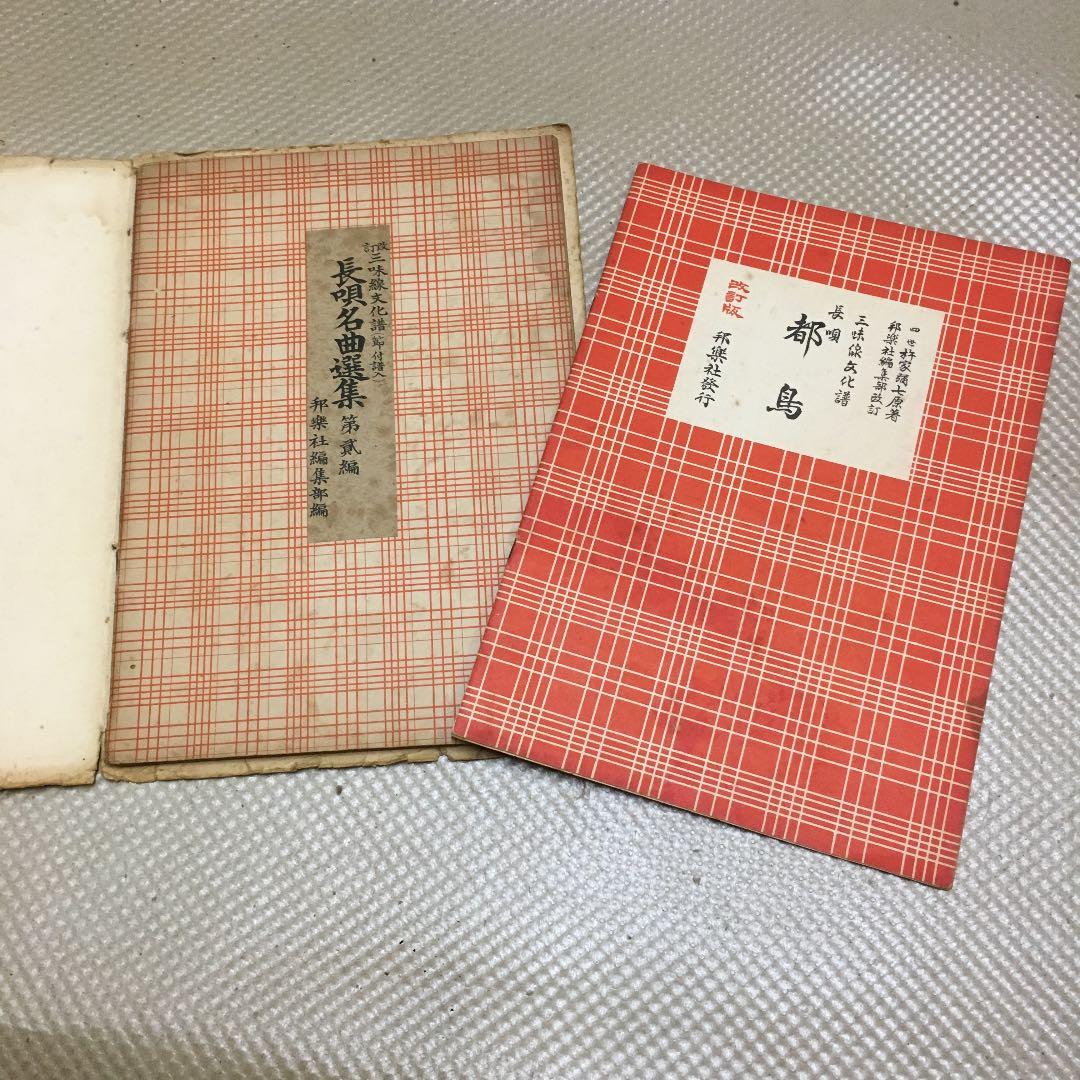 改訂 三味線文化譜(節付譜入)
長唄名曲選集 第貳編
邦樂社編集部編
四世杵家彌七原著
邦樂社編集部改訂
三味線文化譜
長唄
都鳥
改訂版
邦樂社發行